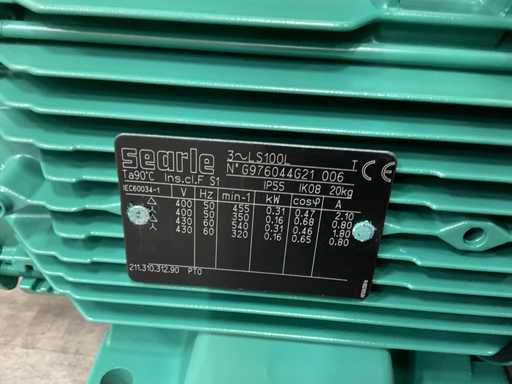 searle 3~LS100L T CE
N°G976044G21 006
Ta90°C Ins.cl.F S1 IP55 IK08 20kg
IEC60034-1 V Hz min-1 kW cosφ A
△ 400 50 455 0.31 0.47 2.10
人 400 50 350 0.16 0.68 0.80
△ 430 60 540 0.31 0.46 1.80
人 430 60 320 0.16 0.65 0.80
211.310.312.90 PTO